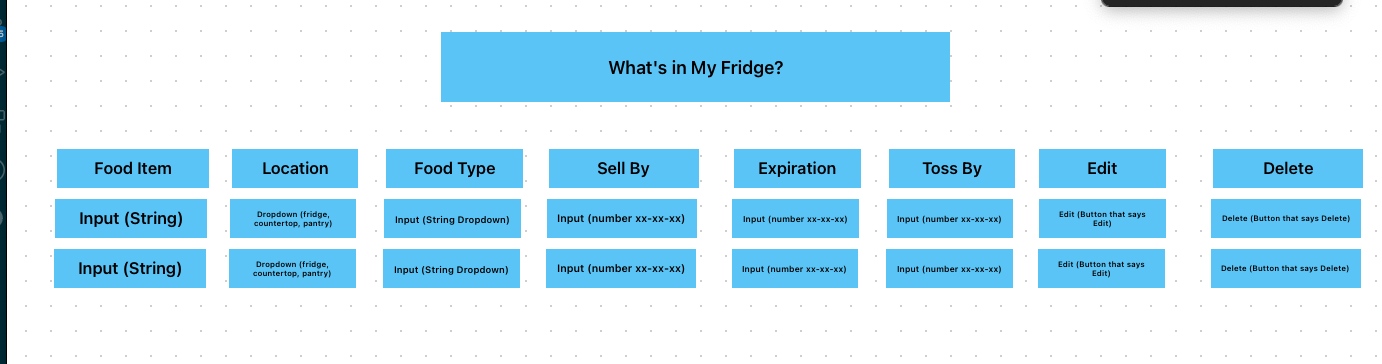 What's in My Fridge?
Food Item Location Food Type Sell By Expiration Toss By Edit Delete
Input (String)
Dropdown (fridge,
countertop, pantry)
Input (String Dropdown)
Input (number xx-xx-xx)
Input (number xx-xx-xx)
Input (number xx-xx-xx)
Edit (Button that says
Edit)
Delete (Button that says Delete)
Input (String)
Dropdown (fridge,
countertop, pantry)
Input (String Dropdown)
Input (number xx-xx-xx)
Input (number xx-xx-xx)
Input (number xx-xx-xx)
Edit (Button that says
Edit)
Delete (Button that says Delete)